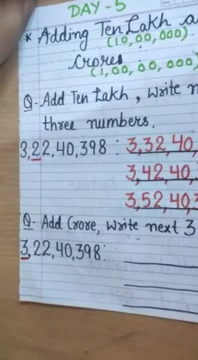 DAY - 5
* Adding Ten Lakh a
(10,00,000)
Crores
(1,00,00,000)
Q- Add Ten Lakh, write n
three numbers.
3,22,40,398 : 3,32,40,
3,42,40,
3,52,40,3
Q- Add Crore, write next 3
3,22,40,398: